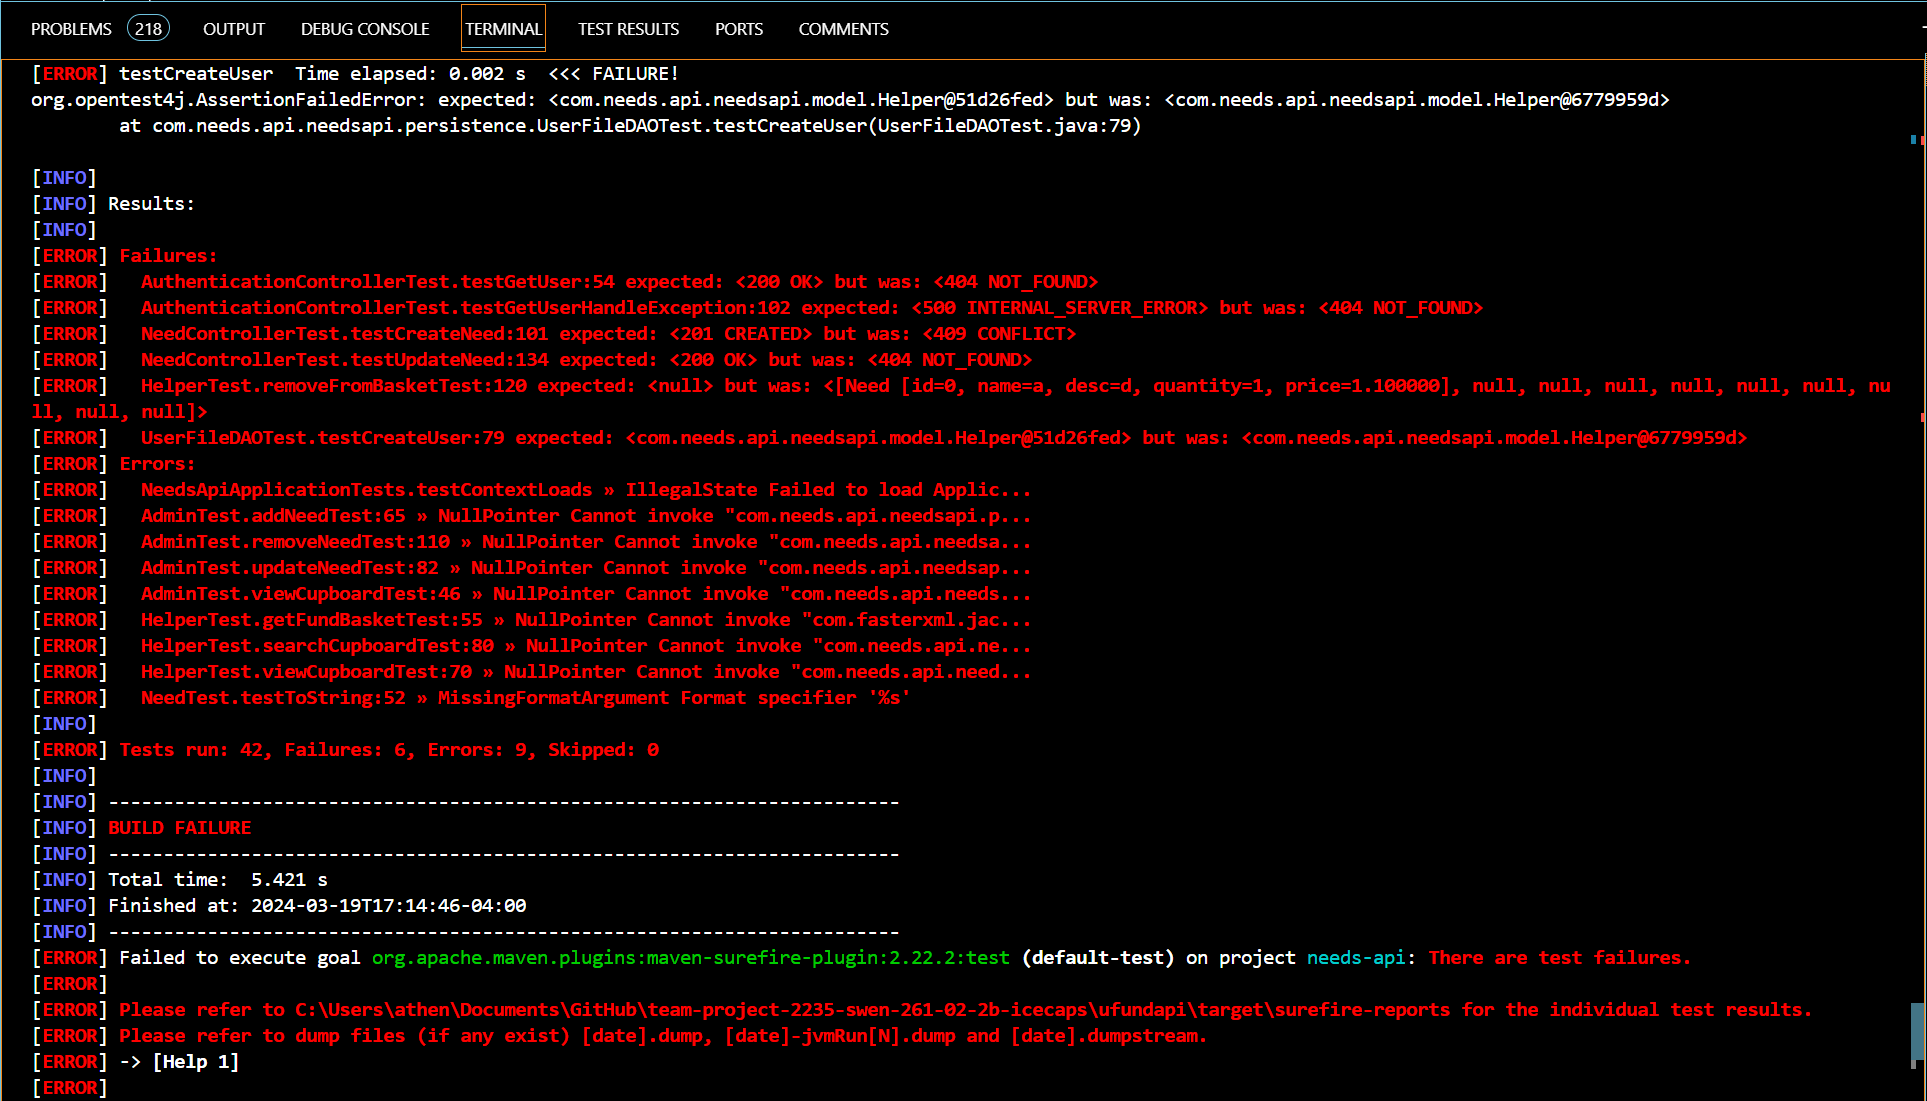 PROBLEMS 218 OUTPUT DEBUG CONSOLE TERMINAL TEST RESULTS PORTS COMMENTS
[ERROR] testCreateUser  Time elapsed: 0.002 s  <<< FAILURE!
org.opentest4j.AssertionFailedError: expected: <com.needs.api.needsapi.model.Helper@51d26fed> but was: <com.needs.api.needsapi.model.Helper@6779959d>
        at com.needs.api.needsapi.persistence.UserFileDAOTest.testCreateUser(UserFileDAOTest.java:79)
[INFO]
[INFO] Results:
[INFO]
[ERROR] Failures:
[ERROR]   AuthenticationControllerTest.testGetUser:54 expected: <200 OK> but was: <404 NOT_FOUND>
[ERROR]   AuthenticationControllerTest.testGetUserHandleException:102 expected: <500 INTERNAL_SERVER_ERROR> but was: <404 NOT_FOUND>
[ERROR]   NeedControllerTest.testCreateNeed:101 expected: <201 CREATED> but was: <409 CONFLICT>
[ERROR]   NeedControllerTest.testUpdateNeed:134 expected: <200 OK> but was: <404 NOT_FOUND>
[ERROR]   HelperTest.removeFromBasketTest:120 expected: <null> but was: <[Need [id=0, name=a, desc=d, quantity=1, price=1.100000], null, null, null, null, null, null, nu
ll, null, null]>
[ERROR]   UserFileDAOTest.testCreateUser:79 expected: <com.needs.api.needsapi.model.Helper@51d26fed> but was: <com.needs.api.needsapi.model.Helper@6779959d>
[ERROR] Errors:
[ERROR]   NeedsApiApplicationTests.testContextLoads » IllegalState Failed to load Applic...
[ERROR]   AdminTest.addNeedTest:65 » NullPointer Cannot invoke "com.needs.api.needsapi.p...
[ERROR]   AdminTest.removeNeedTest:110 » NullPointer Cannot invoke "com.needs.api.needsa...
[ERROR]   AdminTest.updateNeedTest:82 » NullPointer Cannot invoke "com.needs.api.needsap...
[ERROR]   AdminTest.viewCupboardTest:46 » NullPointer Cannot invoke "com.needs.api.needs...
[ERROR]   HelperTest.getFundBasketTest:55 » NullPointer Cannot invoke "com.fasterxml.jac...
[ERROR]   HelperTest.searchCupboardTest:80 » NullPointer Cannot invoke "com.needs.api.ne...
[ERROR]   HelperTest.viewCupboardTest:70 » NullPointer Cannot invoke "com.needs.api.need...
[ERROR]   NeedTest.testToString:52 » MissingFormatArgument Format specifier '%s'
[INFO]
[ERROR] Tests run: 42, Failures: 6, Errors: 9, Skipped: 0
[INFO]
[INFO] ------------------------------------------------------------------------
[INFO] BUILD FAILURE
[INFO] ------------------------------------------------------------------------
[INFO] Total time:  5.421 s
[INFO] Finished at: 2024-03-19T17:14:46-04:00
[INFO] ------------------------------------------------------------------------
[ERROR] Failed to execute goal org.apache.maven.plugins:maven-surefire-plugin:2.22.2:test (default-test) on project needs-api: There are test failures.
[ERROR]
[ERROR] Please refer to C:\Users\athen\Documents\GitHub\team-project-2235-swen-261-02-2b-icecaps\ufundapi\target\surefire-reports for the individual test results.
[ERROR] Please refer to dump files (if any exist) [date].dump, [date]-jvmRun[N].dump and [date].dumpstream.
[ERROR] -> [Help 1]
[ERROR]